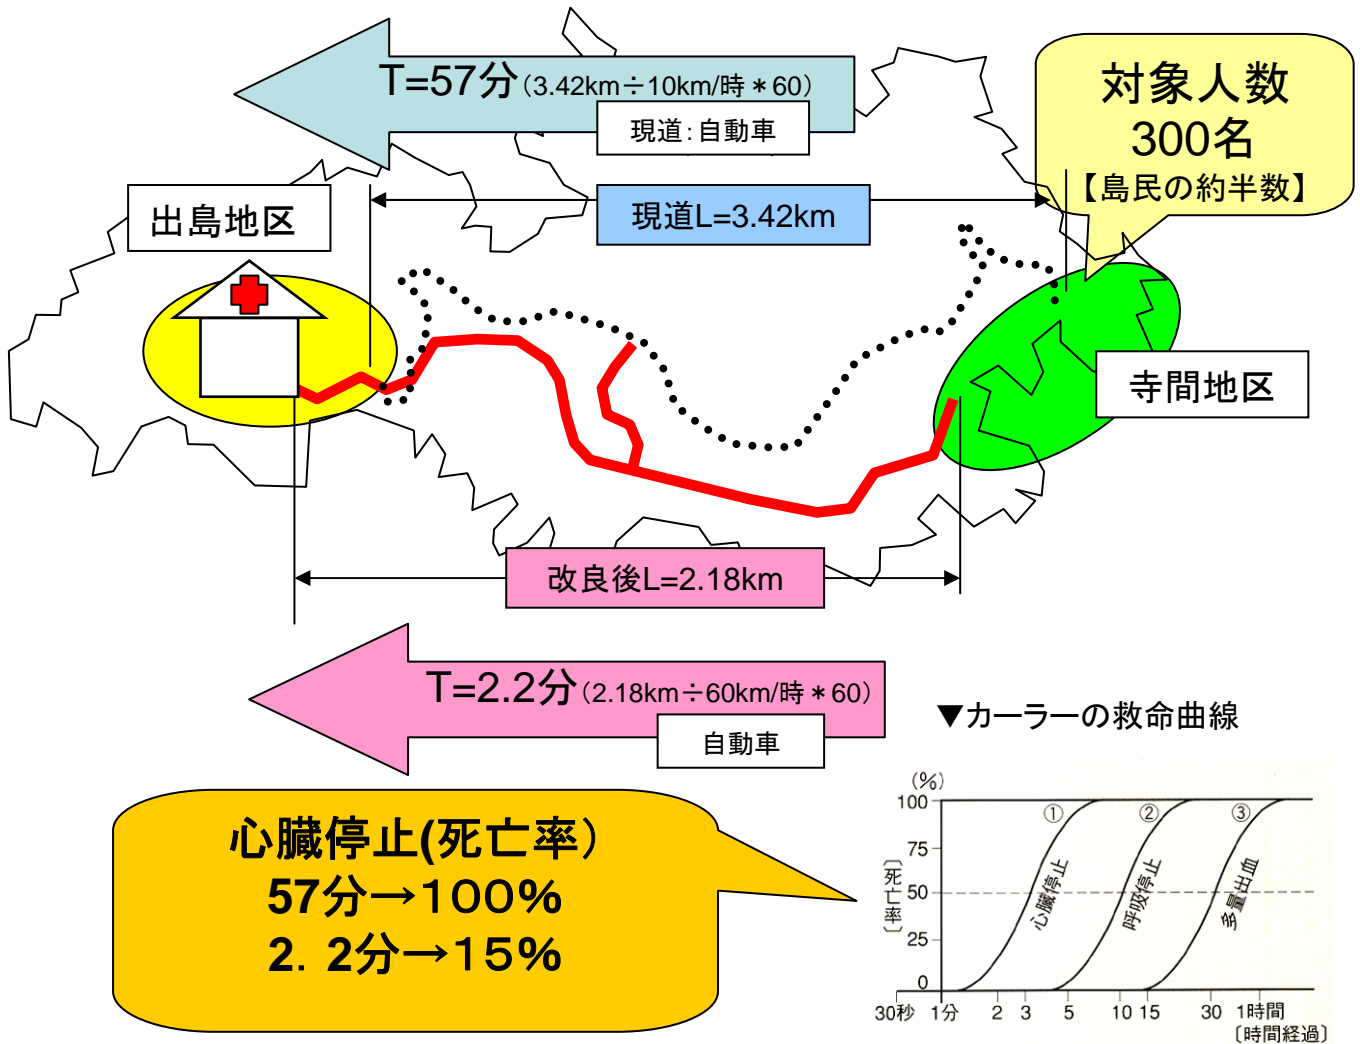 T=57分(3.42km÷10km/時*60)
現道:自動車
対象人数
300名
【島民の約半数】
出島地区
現道L=3.42km
寺間地区
改良後L=2.18km
T=2.2分(2.18km÷60km/時*60)
自動車
▼カーラーの救命曲線
心臓停止(死亡率)
57分→100%
2.2分→15%
(%)
100
75
50
25
0
〔死亡率〕
① ② ③
心臓停止
呼吸停止
多量出血
30秒 1分 2 3 5 10 15 30 1時間
〔時間経過〕